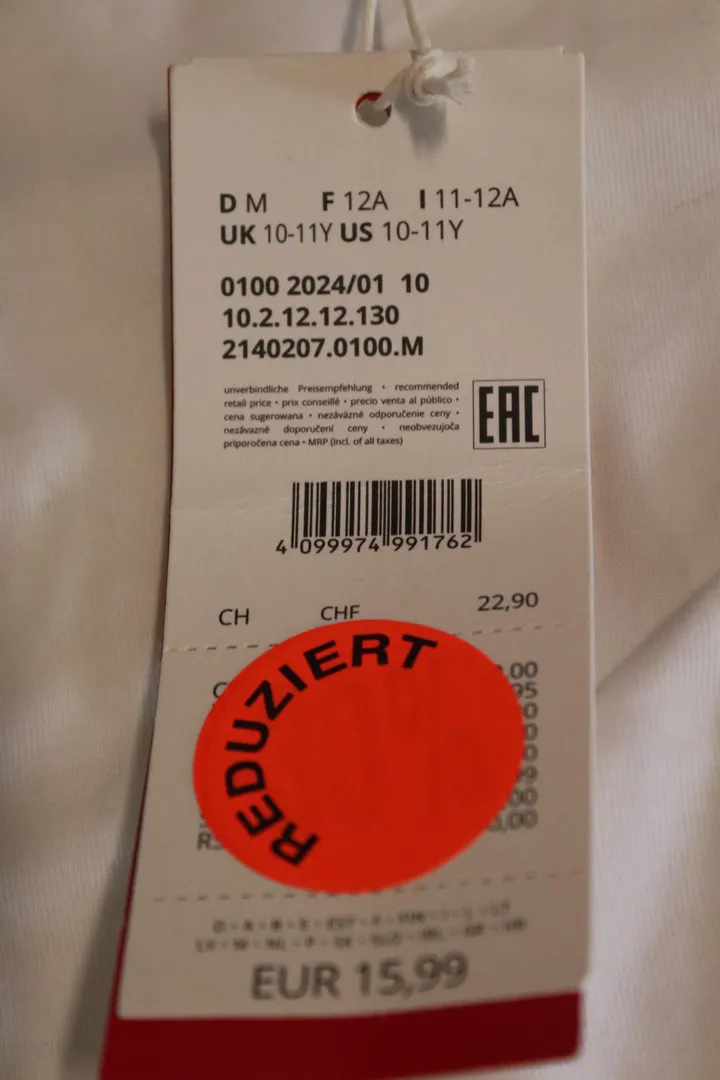 D M F 12A I 11-12A
UK 10-11Y US 10-11Y
0100 2024/01 10
10.2.12.12.130
2140207.0100.M
unverbindliche Preisempfehlung • recommended
retail price • prix conseillé • precio venta al público •
cena sugerowana • nezáväzné odporučenie ceny •
nezávazné doporučení ceny • neobvezujoča
priporočena cena • MRP (incl. of all taxes)
EAC
4 099974 991762
CH CHF 22,90
REDUZIERT
EUR 15,99